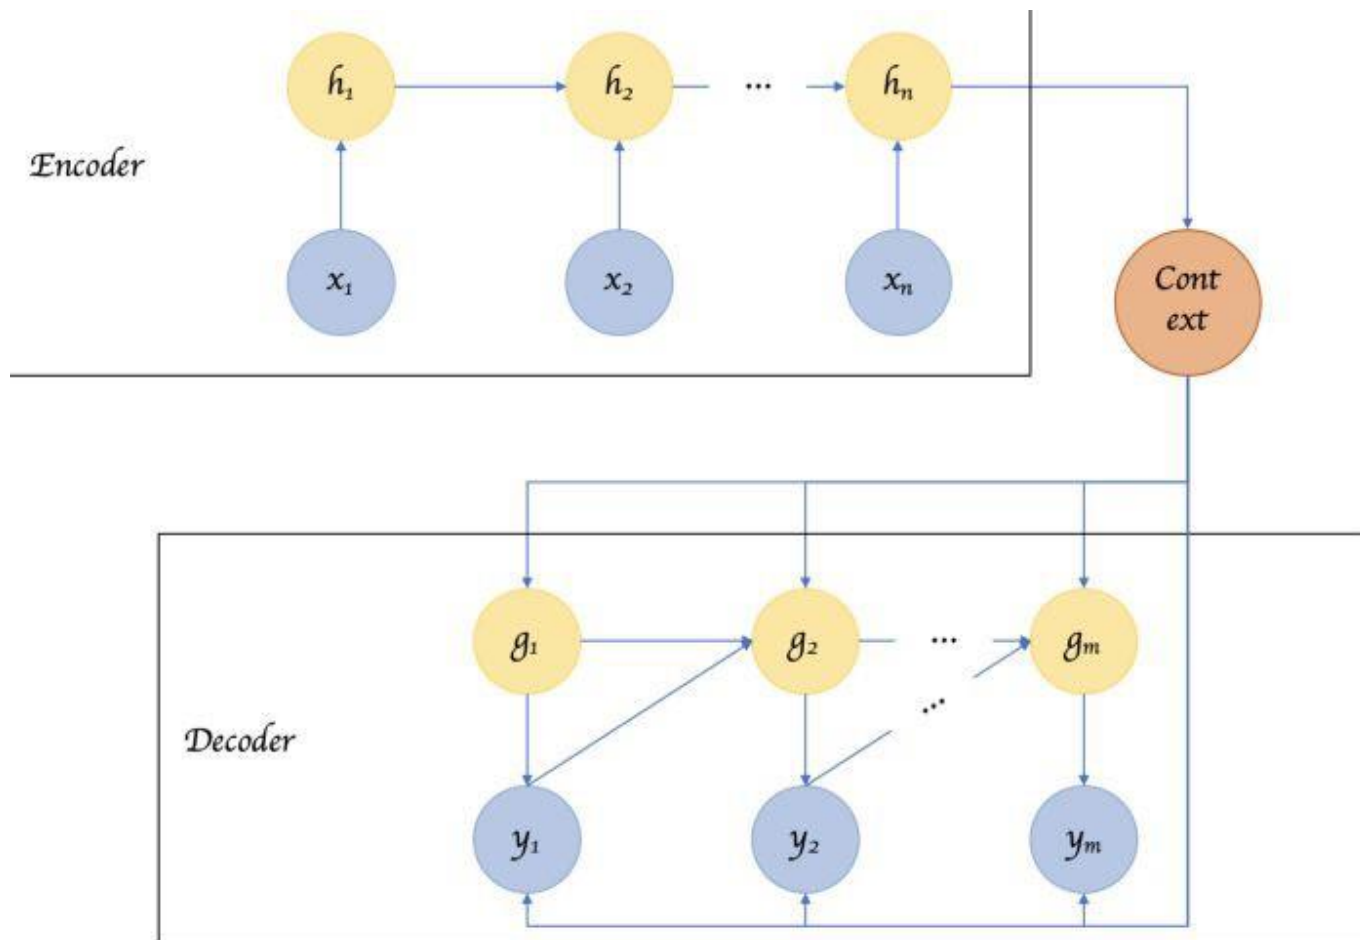 h₁
h₂
...
hₙ
Encoder
x₁
x₂
xₙ
Cont
ext
g₁
g₂
...
gₘ
...
Decoder
y₁
y₂
yₘ